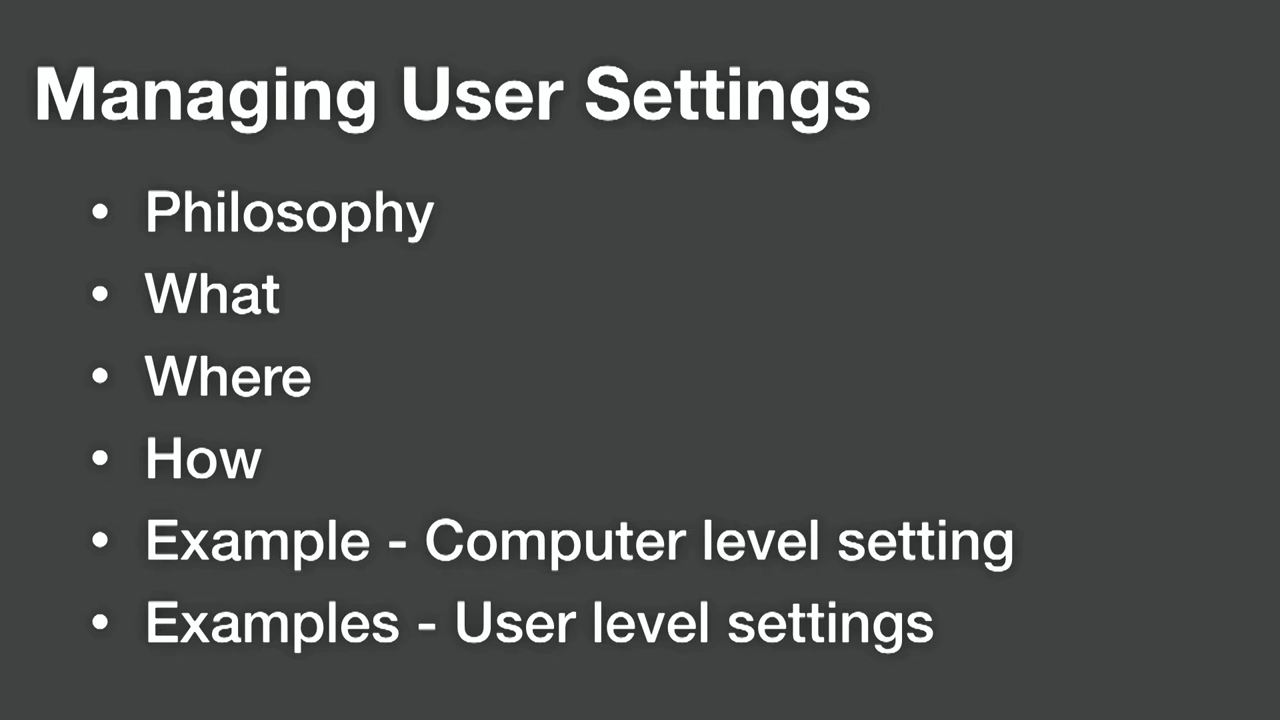 Managing User Settings
• Philosophy
• What
• Where
• How
• Example - Computer level setting
• Examples - User level settings